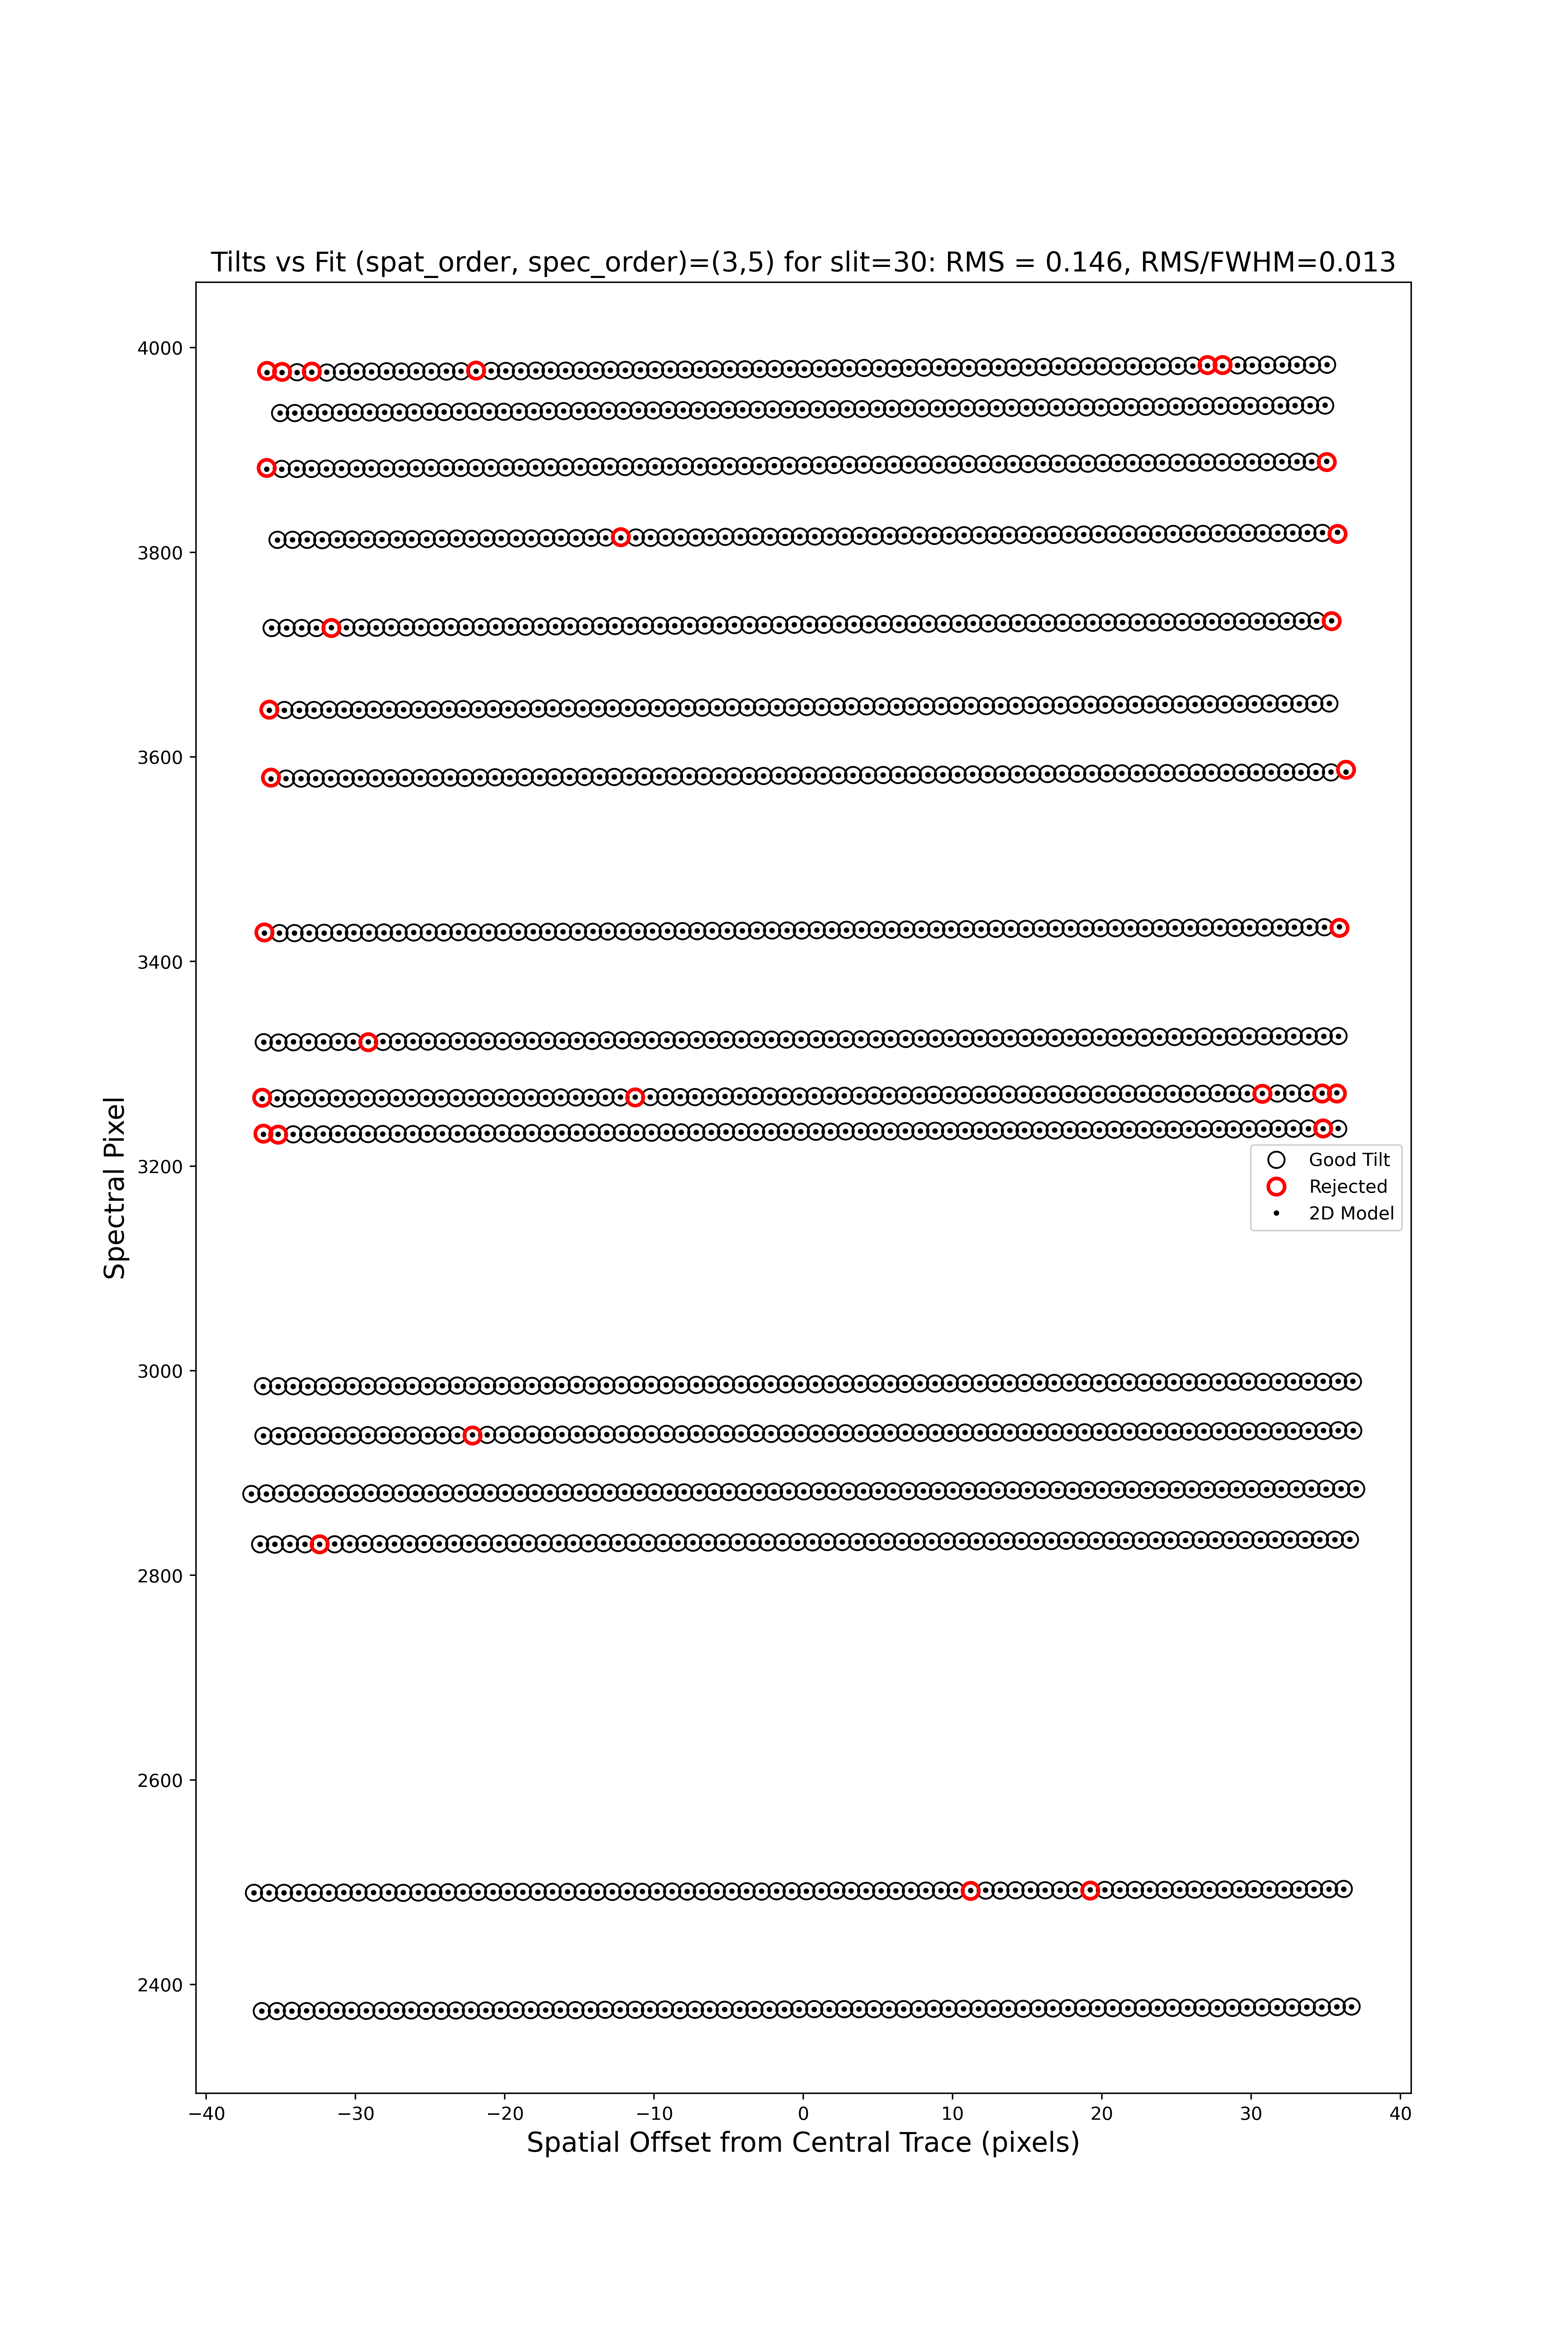 Tilts vs Fit (spat_order, spec_order)=(3,5) for slit=30: RMS = 0.146, RMS/FWHM=0.013
4000
3800
3600
3400
3200
3000
2800
2600
2400
Spectral Pixel
Good Tilt
Rejected
2D Model
−40 −30 −20 −10 0 10 20 30 40
Spatial Offset from Central Trace (pixels)